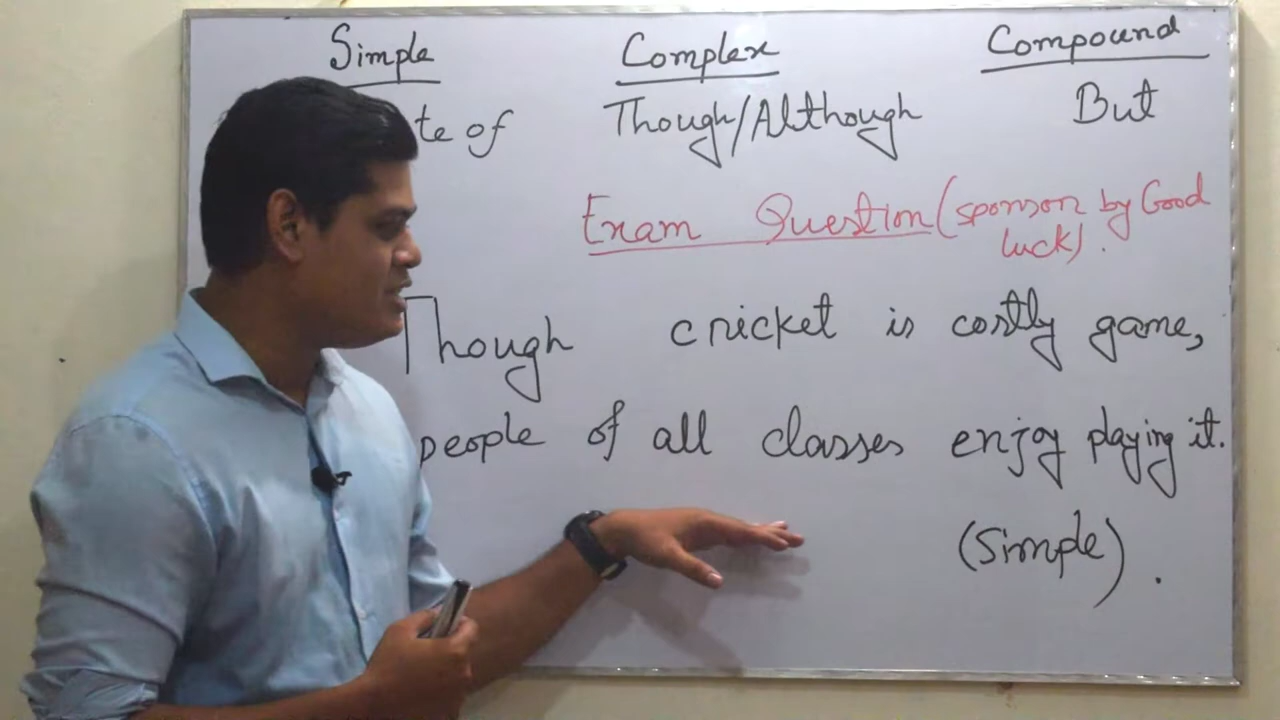 Simple Complex Compound
te of Though/Although But
Exam Question (sponson by Good
luck).
Though cricket is costly game,
people of all classes enjoy playing it.
(Simple).